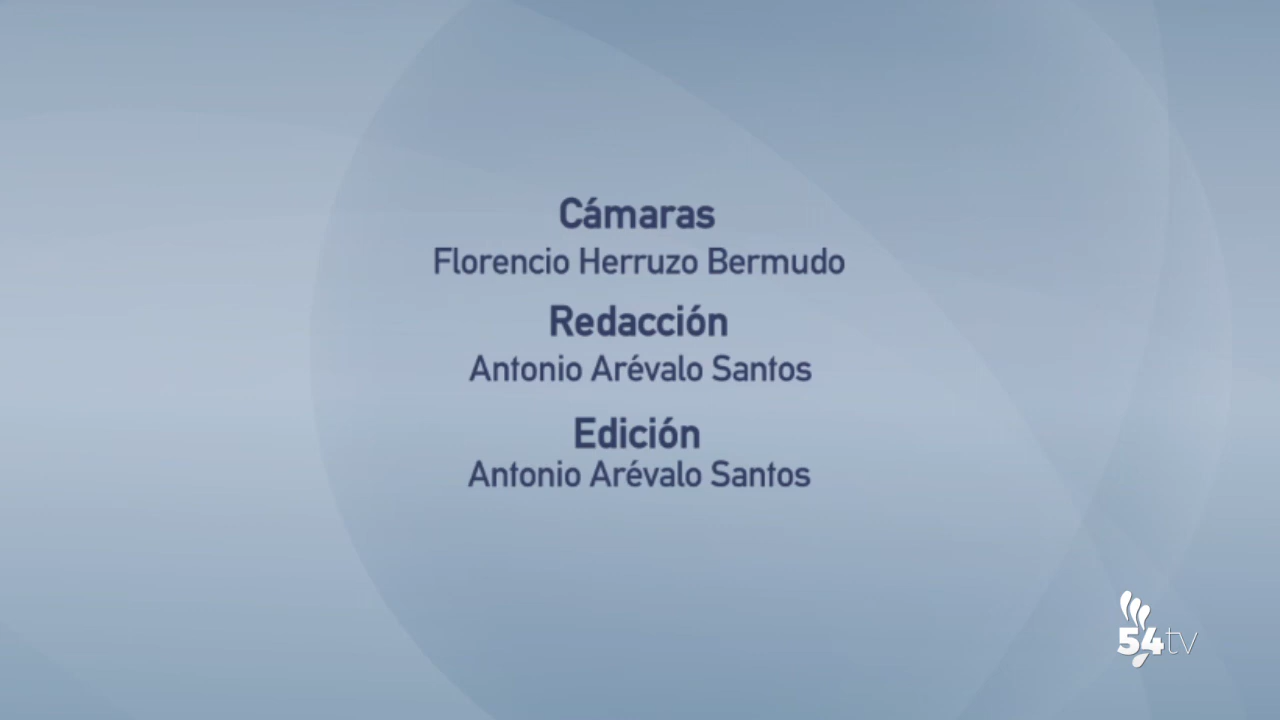 Cámaras
Florencio Herruzo Bermudo
Redacción
Antonio Arévalo Santos
Edición
Antonio Arévalo Santos
54tv